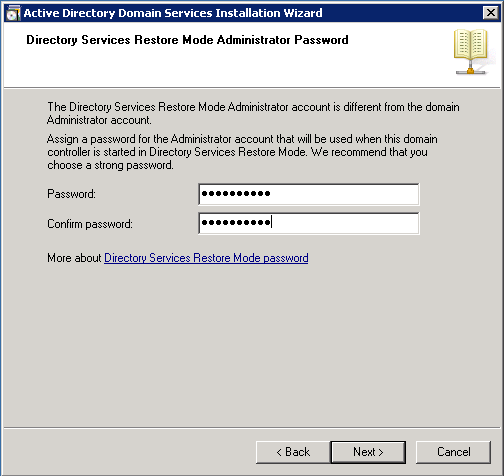 Active Directory Domain Services Installation Wizard
Directory Services Restore Mode Administrator Password
The Directory Services Restore Mode Administrator account is different from the domain
Administrator account.
Assign a password for the Administrator account that will be used when this domain
controller is started in Directory Services Restore Mode. We recommend that you
choose a strong password.
Password: ●●●●●●●●●●
Confirm password: ●●●●●●●●●●
More about Directory Services Restore Mode password
< Back Next > Cancel